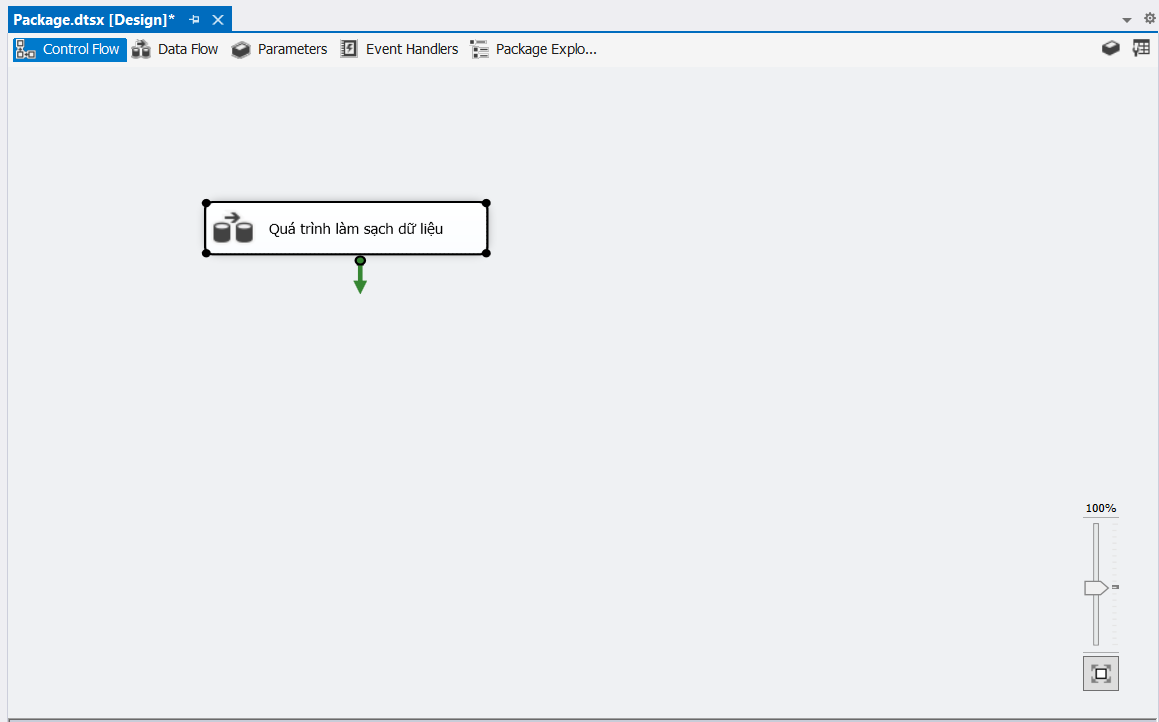 Package.dtsx [Design]*
Control Flow Data Flow Parameters Event Handlers Package Explo...
Quá trình làm sạch dữ liệu
100%